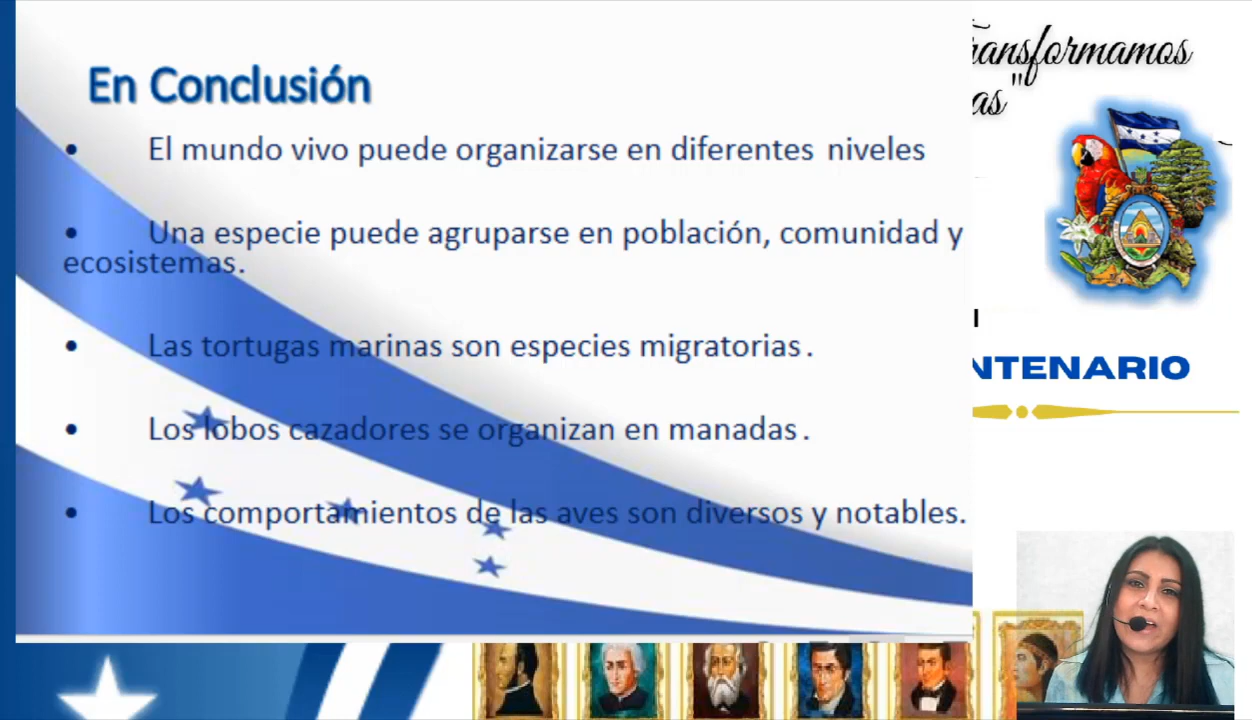 En Conclusión
• El mundo vivo puede organizarse en diferentes niveles
• Una especie puede agruparse en población, comunidad y
ecosistemas.
• Las tortugas marinas son especies migratorias.
• Los lobos cazadores se organizan en manadas.
• Los comportamientos de las aves son diversos y notables.
ransformamos
as"
NTENARIO